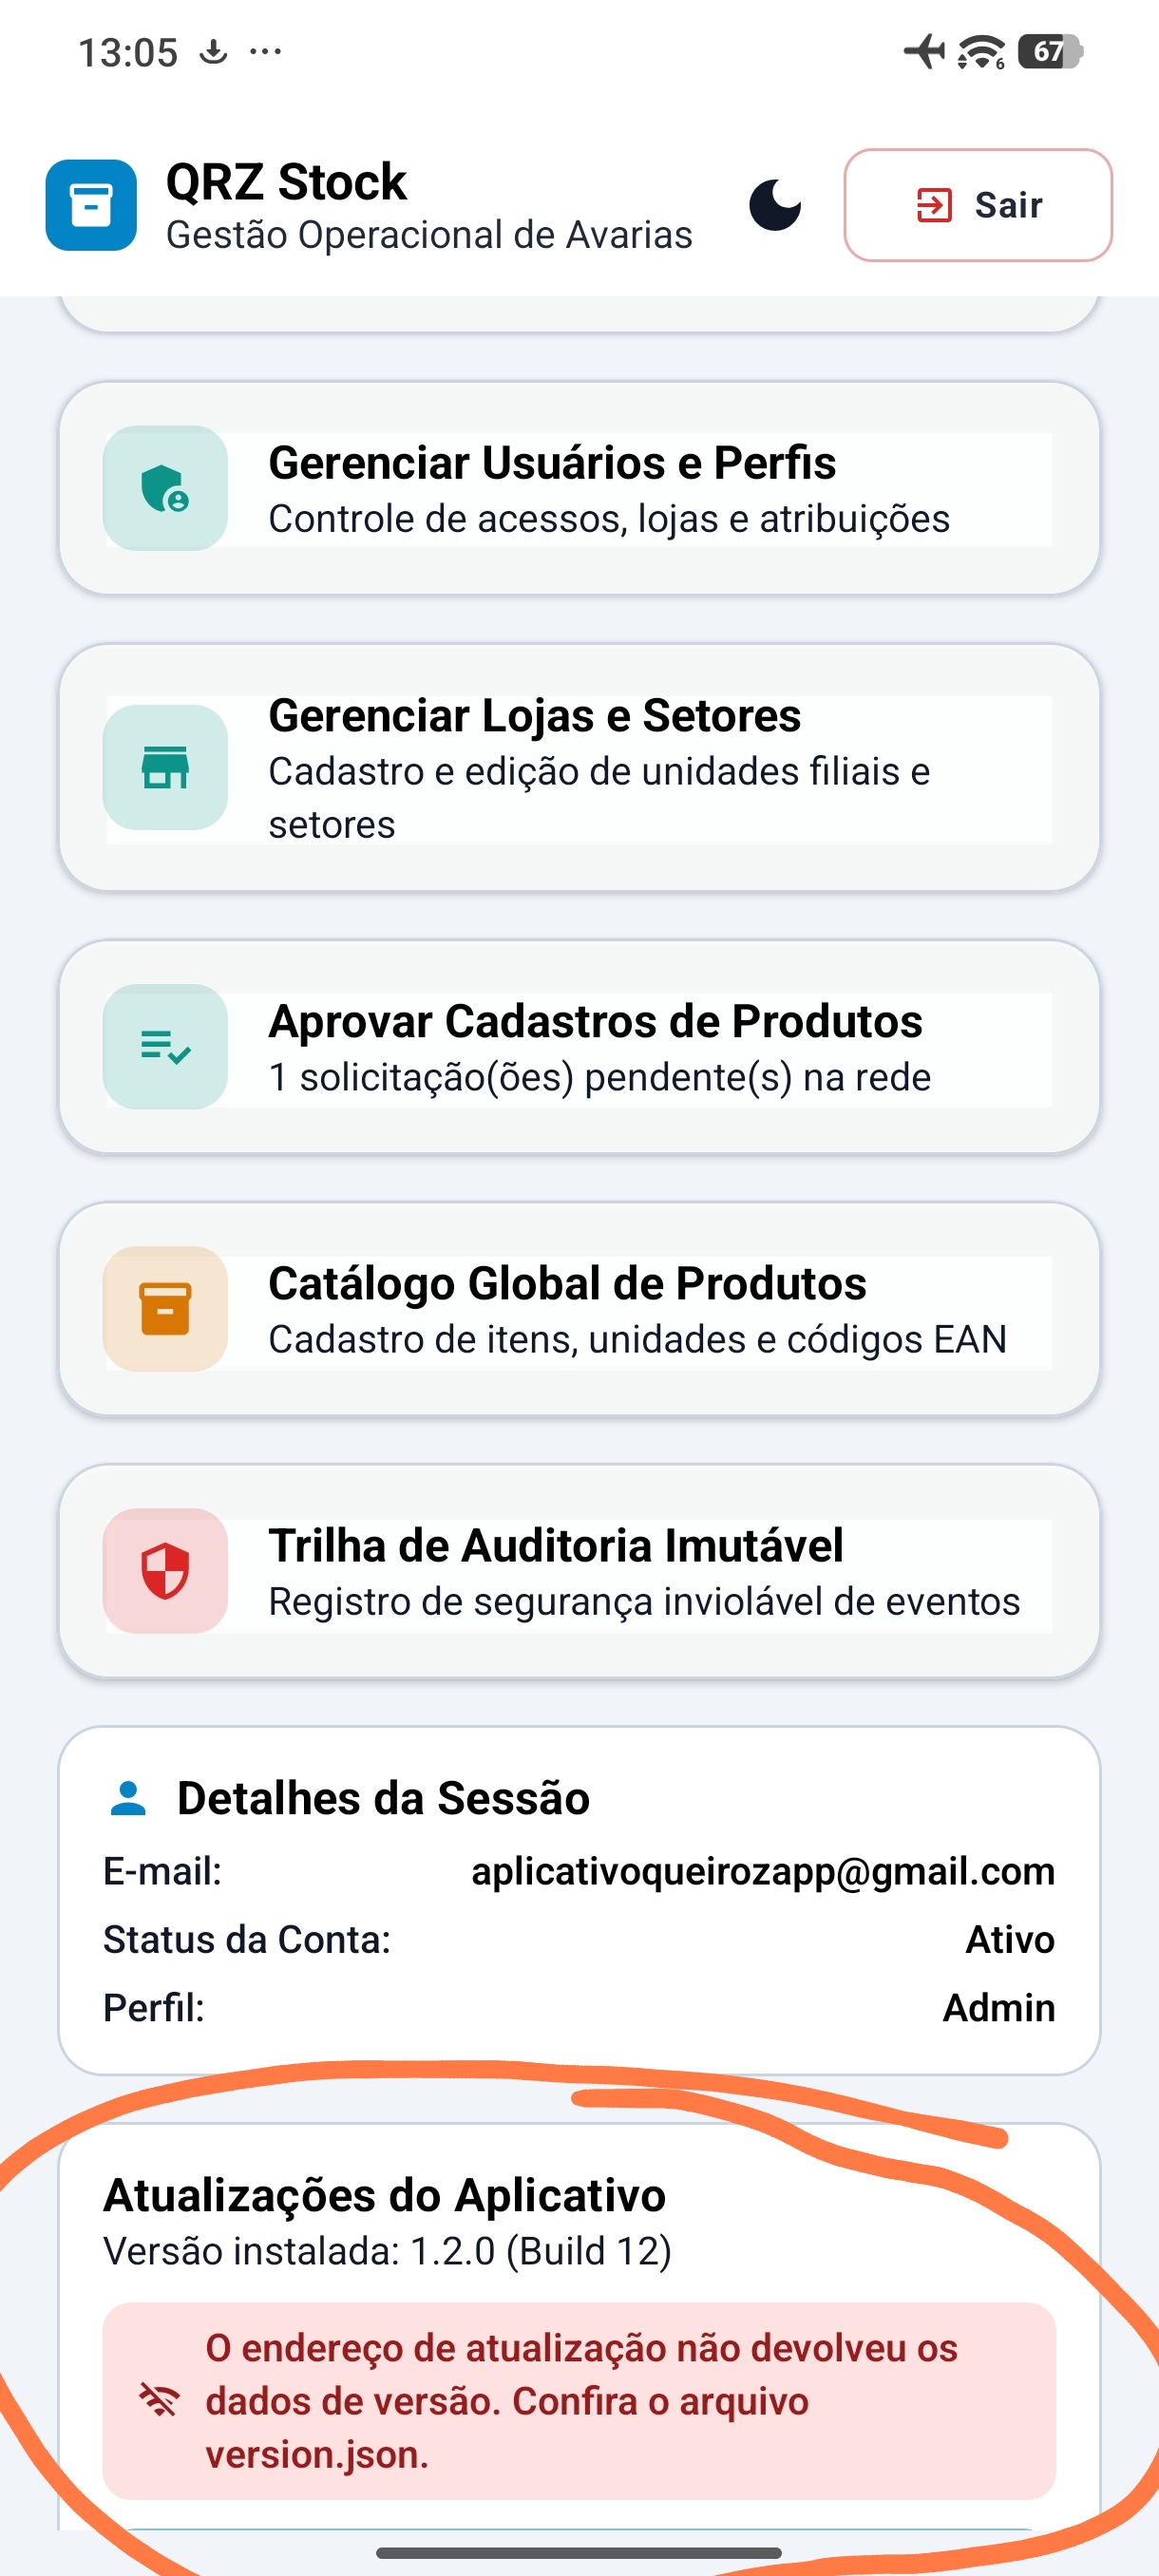 13:05
6
67
QRZ Stock
Gestão Operacional de Avarias
Sair
Gerenciar Usuários e Perfis
Controle de acessos, lojas e atribuições
Gerenciar Lojas e Setores
Cadastro e edição de unidades filiais e
setores
Aprovar Cadastros de Produtos
1 solicitação(ões) pendente(s) na rede
Catálogo Global de Produtos
Cadastro de itens, unidades e códigos EAN
Trilha de Auditoria Imutável
Registro de segurança inviolável de eventos
Detalhes da Sessão
E-mail: aplicativoqueirozapp@gmail.com
Status da Conta: Ativo
Perfil: Admin
Atualizações do Aplicativo
Versão instalada: 1.2.0 (Build 12)
O endereço de atualização não devolveu os
dados de versão. Confira o arquivo
version.json.